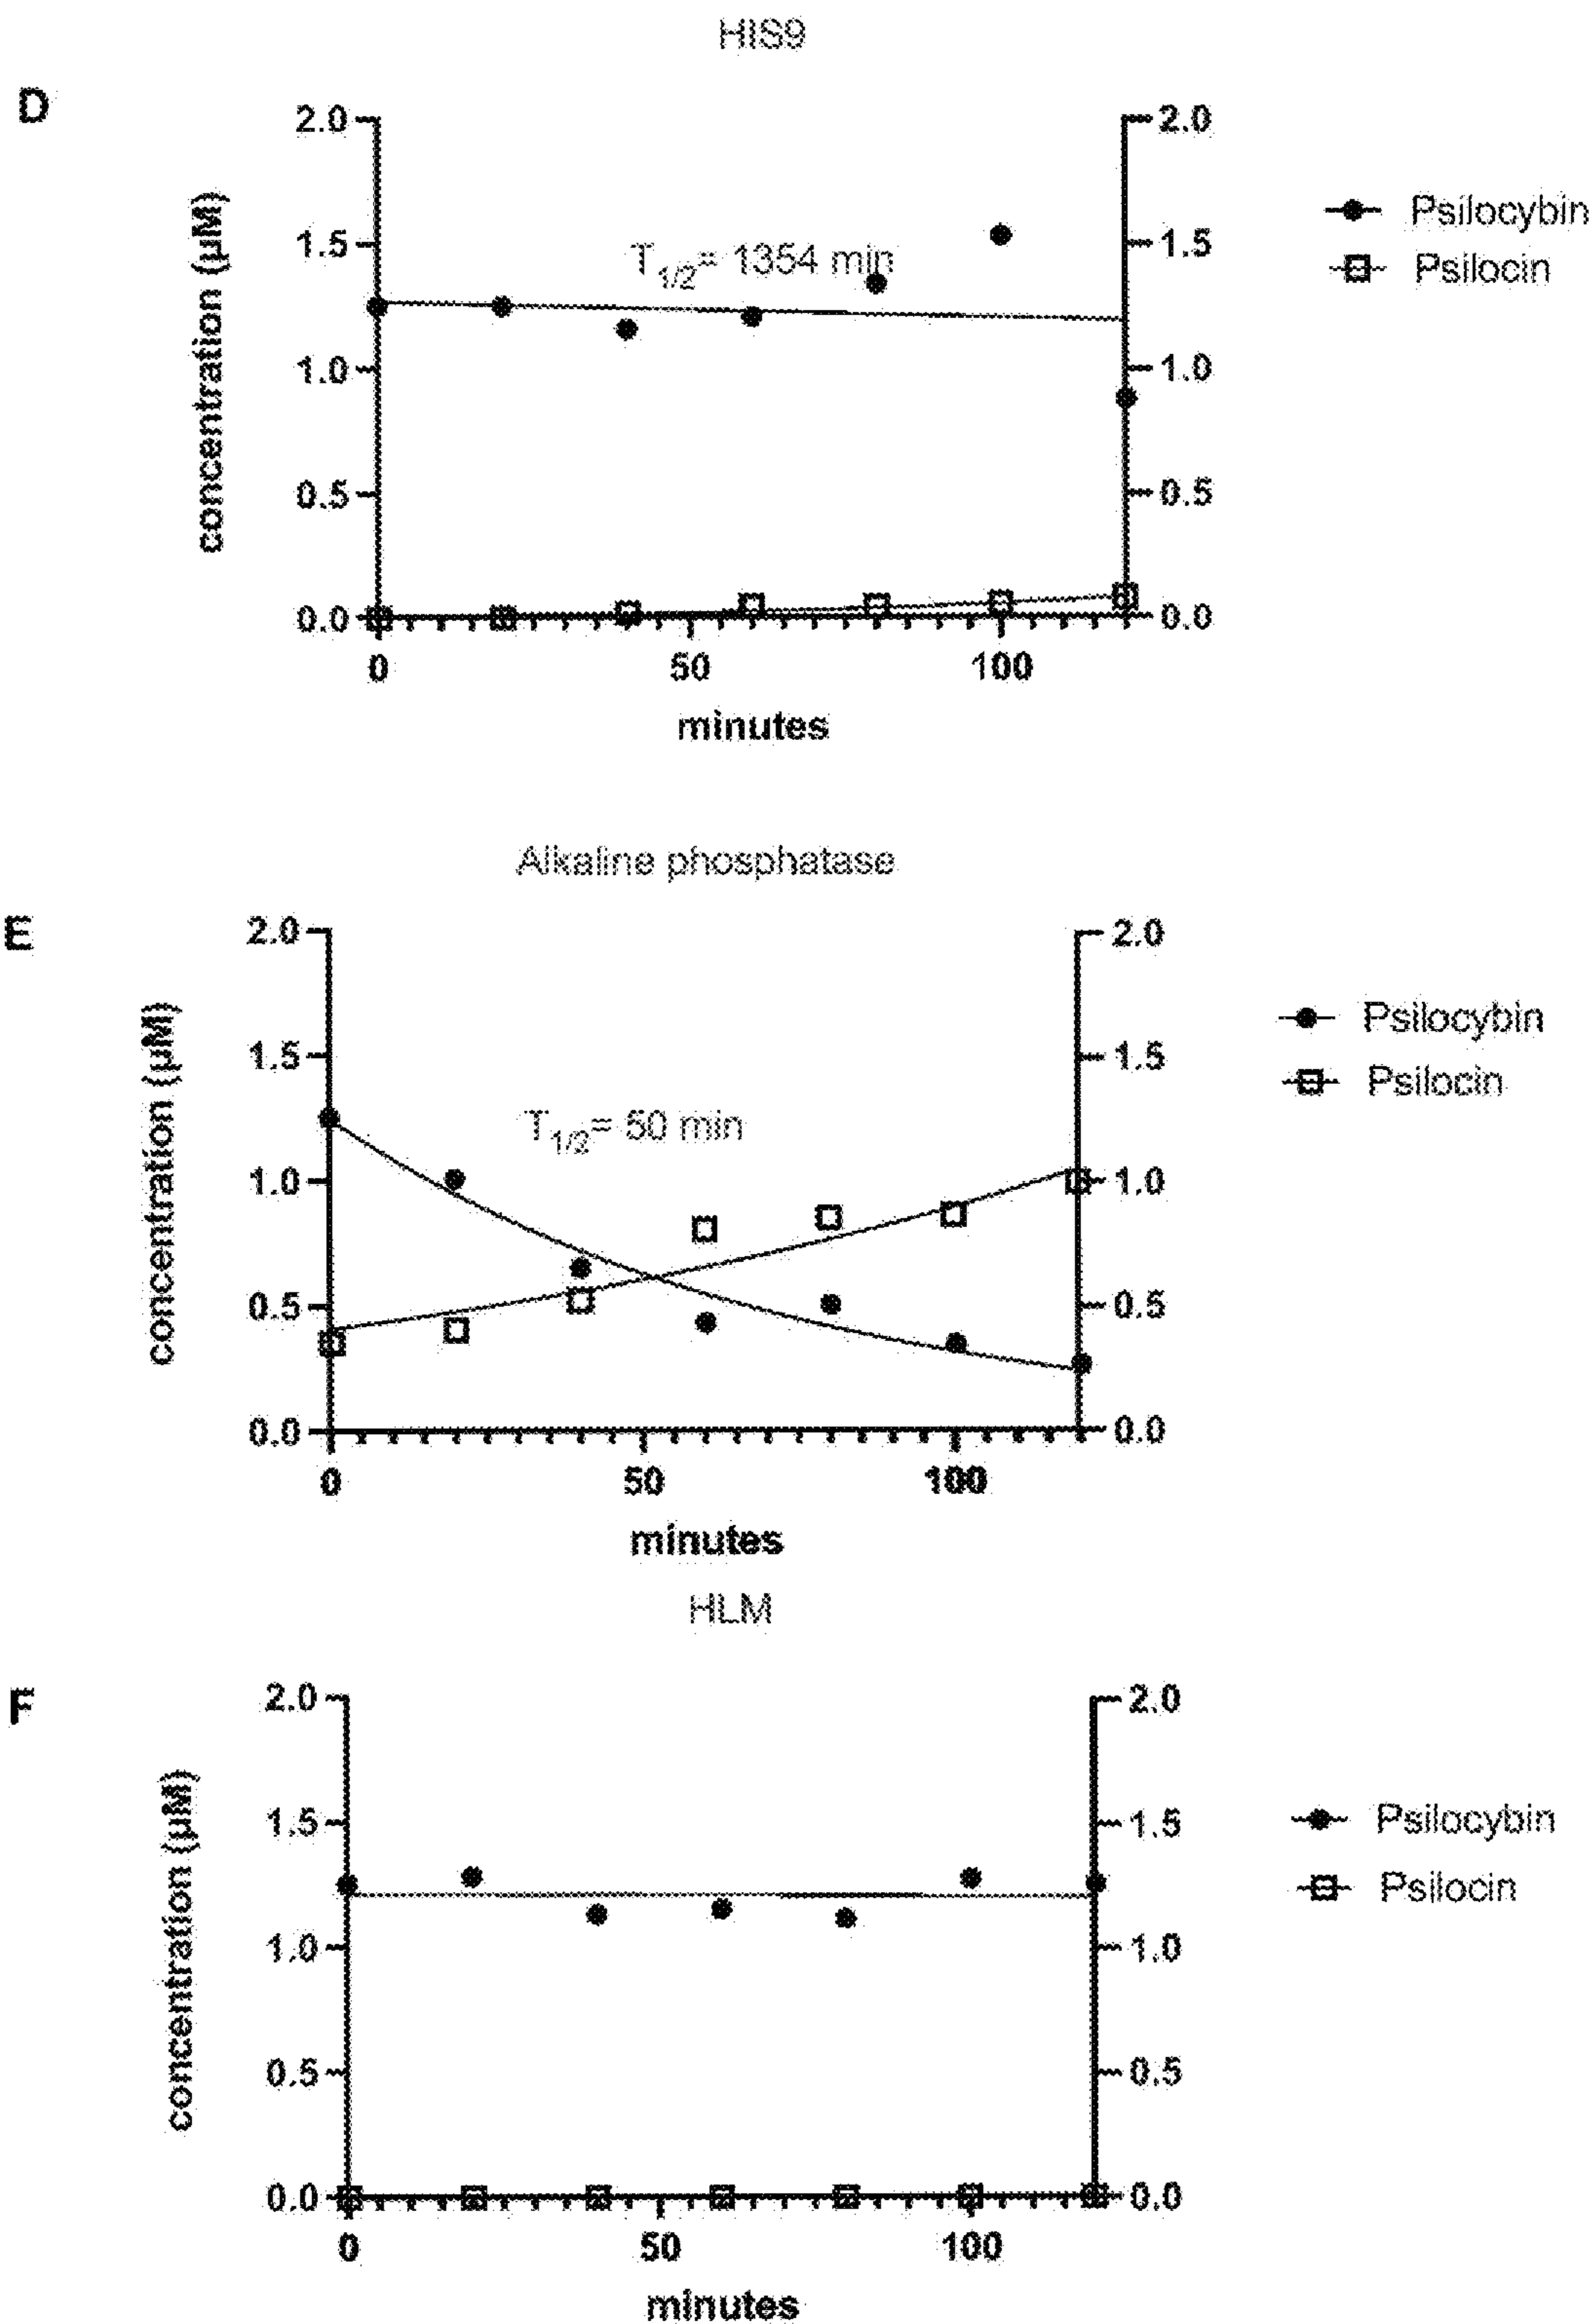 HIS9
D
2.0 2.0
Psilocybin
1.5 1.5
T1/2= 1354 min
Psilocin
concentration (µM)
1.0 1.0
0.5 0.5
0.0 0.0
0 50 100
minutes
Alkaline phosphatase
E
2.0 2.0
Psilocybin
1.5 1.5
Psilocin
concentration (µM)
T1/2= 50 min
1.0 1.0
0.5 0.5
0.0 0.0
0 50 100
minutes
HLM
F
2.0 2.0
Psilocybin
1.5 1.5
Psilocin
concentration (µM)
1.0 1.0
0.5 0.5
0.0 0.0
0 50 100
minutes